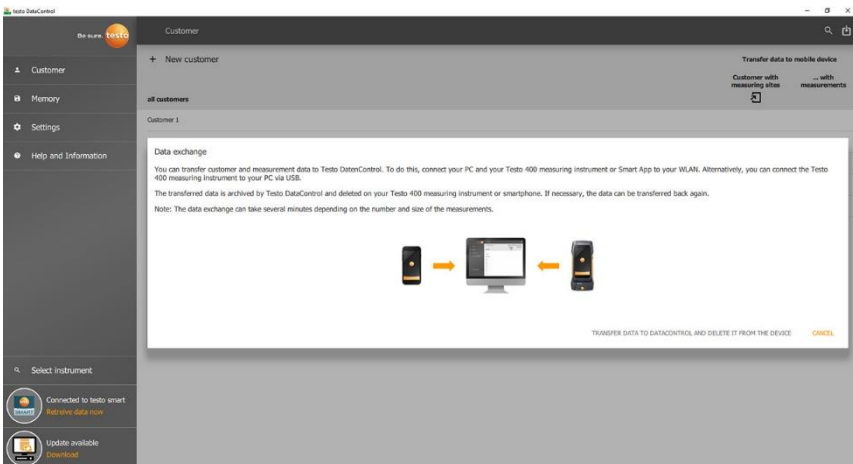 testo DataControl
Be sure. testo
Customer
Customer
+ New customer
Transfer data to mobile device
Customer with
measuring sites
... with
measurements
Memory
all customers
Customer 1
Settings
Help and Information
Data exchange
You can transfer customer and measurement data to Testo DatenControl. To do this, connect your PC and your Testo 400 measuring instrument or Smart App to your WLAN. Alternatively, you can connect the Testo
400 measuring instrument to your PC via USB.
The transferred data is archived by Testo DataControl and deleted on your Testo 400 measuring instrument or smartphone. If necessary, the data can be transferred back again.
Note: The data exchange can take several minutes depending on the number and size of the measurements.
TRANSFER DATA TO DATACONTROL AND DELETE IT FROM THE DEVICE
CANCEL
Select instrument
Connected to testo smart
Retreive data now
SMART
Update available
Download